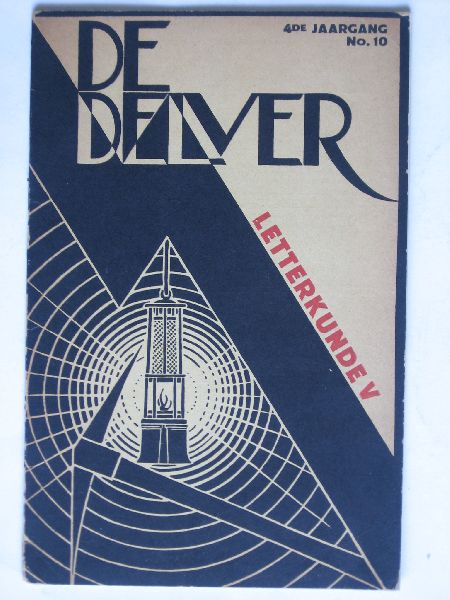 DE
DELVER
4DE JAARGANG
No. 10
LETTERKUNDE V